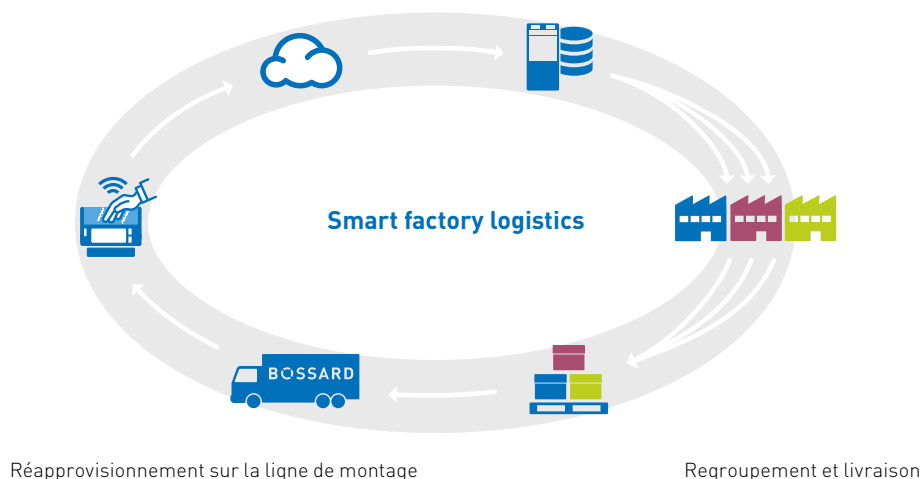 Smart factory logistics
BOSSARD
Réapprovisionnement sur la ligne de montage
Regroupement et livraison